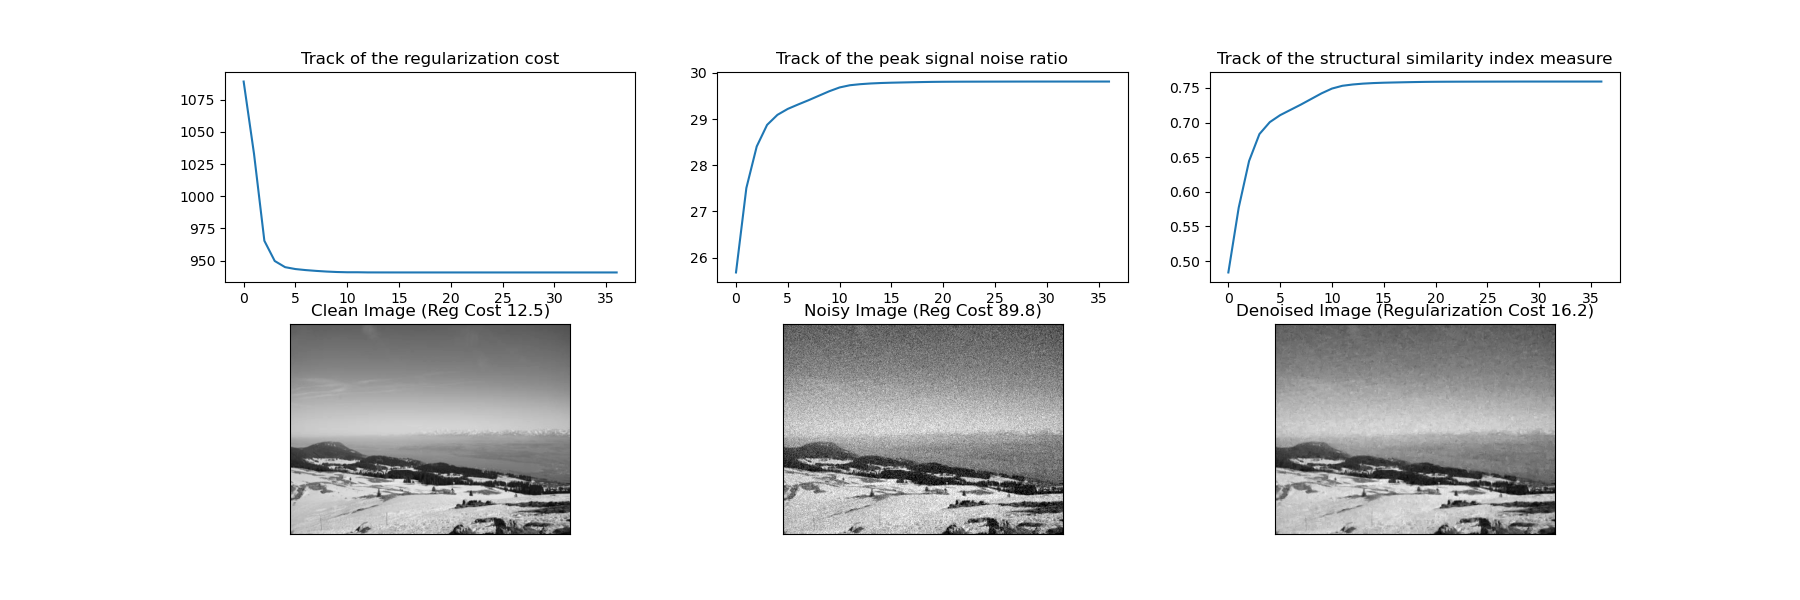 Track of the regularization cost
1075
1050
1025
1000
975
950
0 5 10 15 20 25 30 35
Track of the peak signal noise ratio
30
29
28
27
26
0 5 10 15 20 25 30 35
Track of the structural similarity index measure
0.75
0.70
0.65
0.60
0.55
0.50
0 5 10 15 20 25 30 35
Clean Image (Reg Cost 12.5)
Noisy Image (Reg Cost 89.8)
Denoised Image (Regularization Cost 16.2)